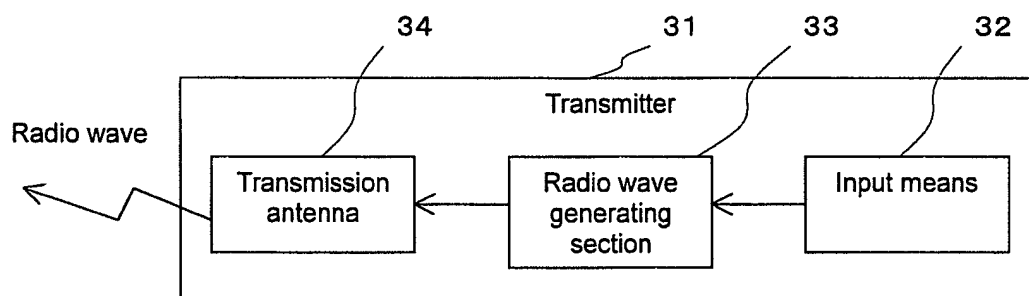 34 31 33 32
Transmitter
Radio wave
Transmission
antenna
Radio wave
generating
section
Input means